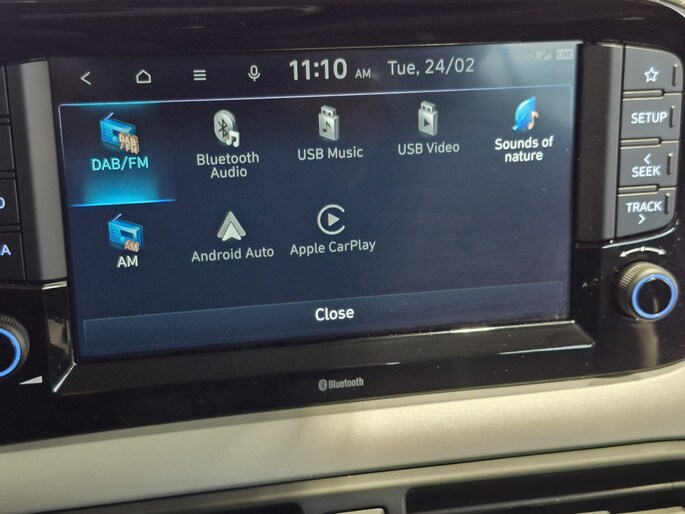 11:10 AM Tue, 24/02
DAB/FM
Bluetooth
Audio
USB Music
USB Video
Sounds of
nature
AM
Android Auto
Apple CarPlay
Close
SETUP
SEEK
TRACK
Bluetooth